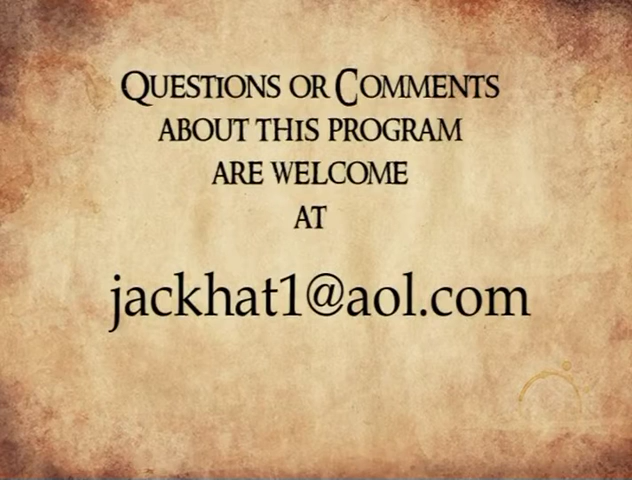 Questions or Comments
about this program
are welcome
at
jackhat1@aol.com